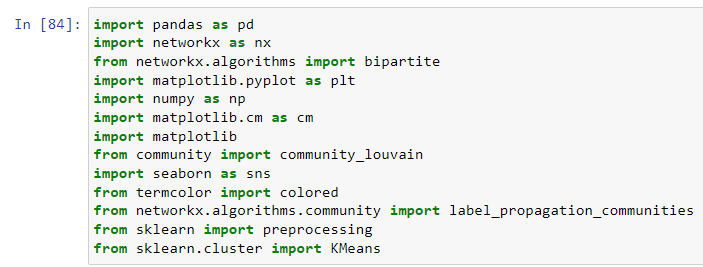 In [84]: import pandas as pd
import networkx as nx
from networkx.algorithms import bipartite
import matplotlib.pyplot as plt
import numpy as np
import matplotlib.cm as cm
import matplotlib
from community import community_louvain
import seaborn as sns
from termcolor import colored
from networkx.algorithms.community import label_propagation_communities
from sklearn import preprocessing
from sklearn.cluster import KMeans